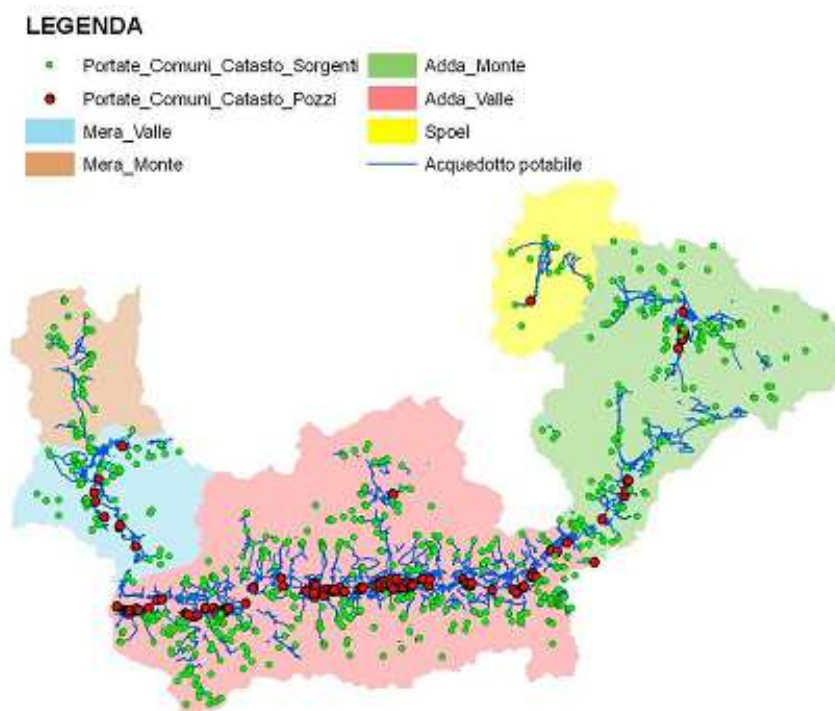 LEGENDA
Portate_Comuni_Catasto_Sorgenti
Portate_Comuni_Catasto_Pozzi
Mera_Valle
Mera_Monte
Adda_Monte
Adda_Valle
Spoel
Acquedotto potabile